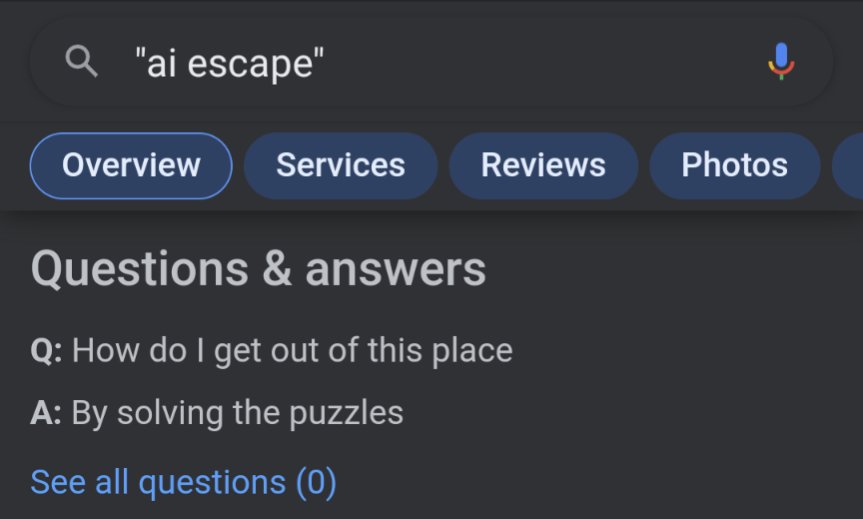 "ai escape"
Overview Services Reviews Photos
Questions & answers
Q: How do I get out of this place
A: By solving the puzzles
See all questions (0)